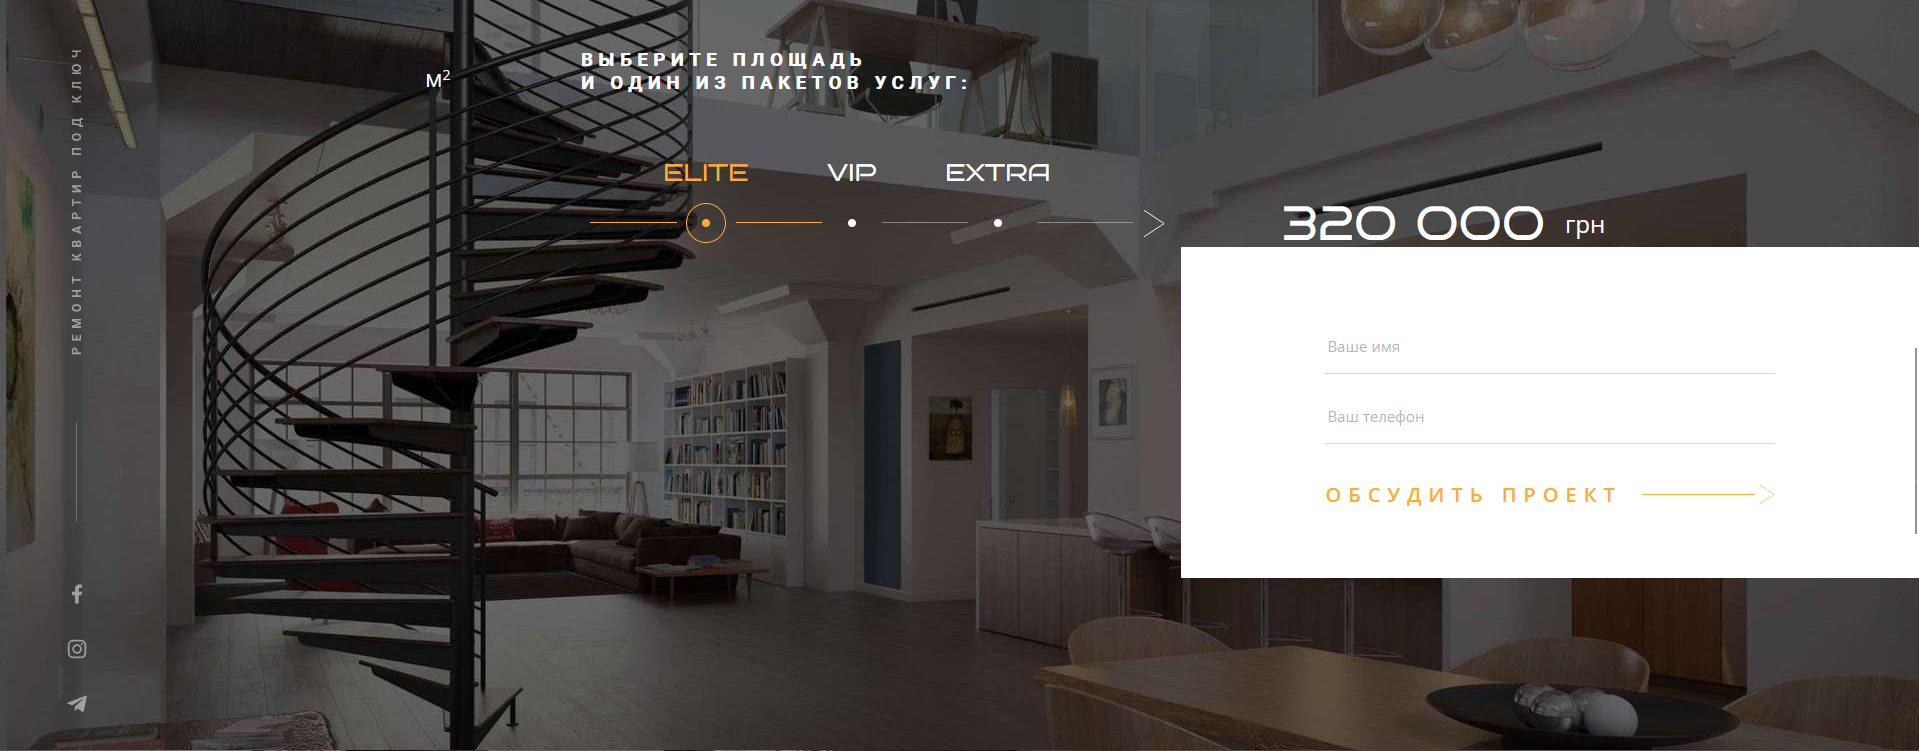 РЕМОНТ КВАРТИР ПОД КЛЮЧ
М²
ВЫБЕРИТЕ ПЛОЩАДЬ
И ОДИН ИЗ ПАКЕТОВ УСЛУГ:
ELITE VIP EXTRA
320 000 грн
Ваше имя
Ваш телефон
ОБСУДИТЬ ПРОЕКТ